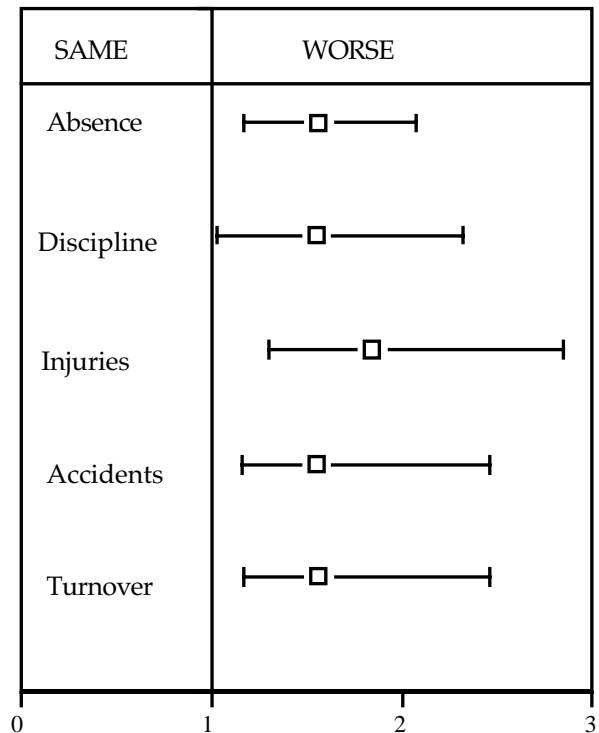 SAME WORSE
Absence
Discipline
Injuries
Accidents
Turnover
0 1 2 3